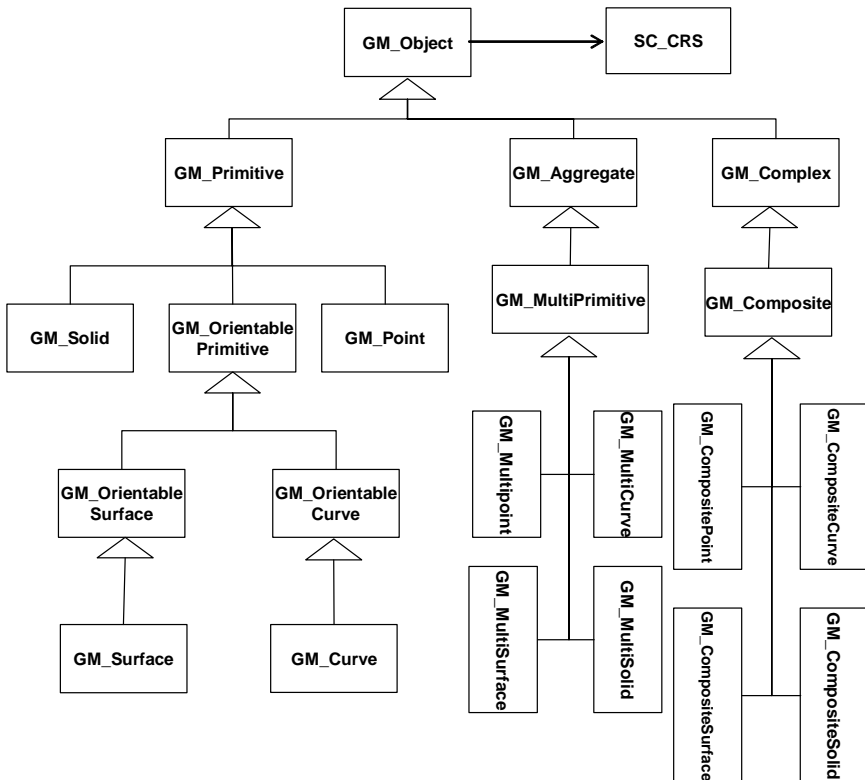 GM_Object
SC_CRS
GM_Primitive
GM_Aggregate
GM_Complex
GM_MultiPrimitive
GM_Composite
GM_Solid
GM_Orientable
Primitive
GM_Point
GM_Multipoint
GM_MultiCurve
GM_CompositePoint
GM_CompositeCurve
GM_Orientable
Surface
GM_Orientable
Curve
GM_MultiSurface
GM_MultiSolid
GM_CompositeSurface
GM_CompositeSolid
GM_Surface
GM_Curve